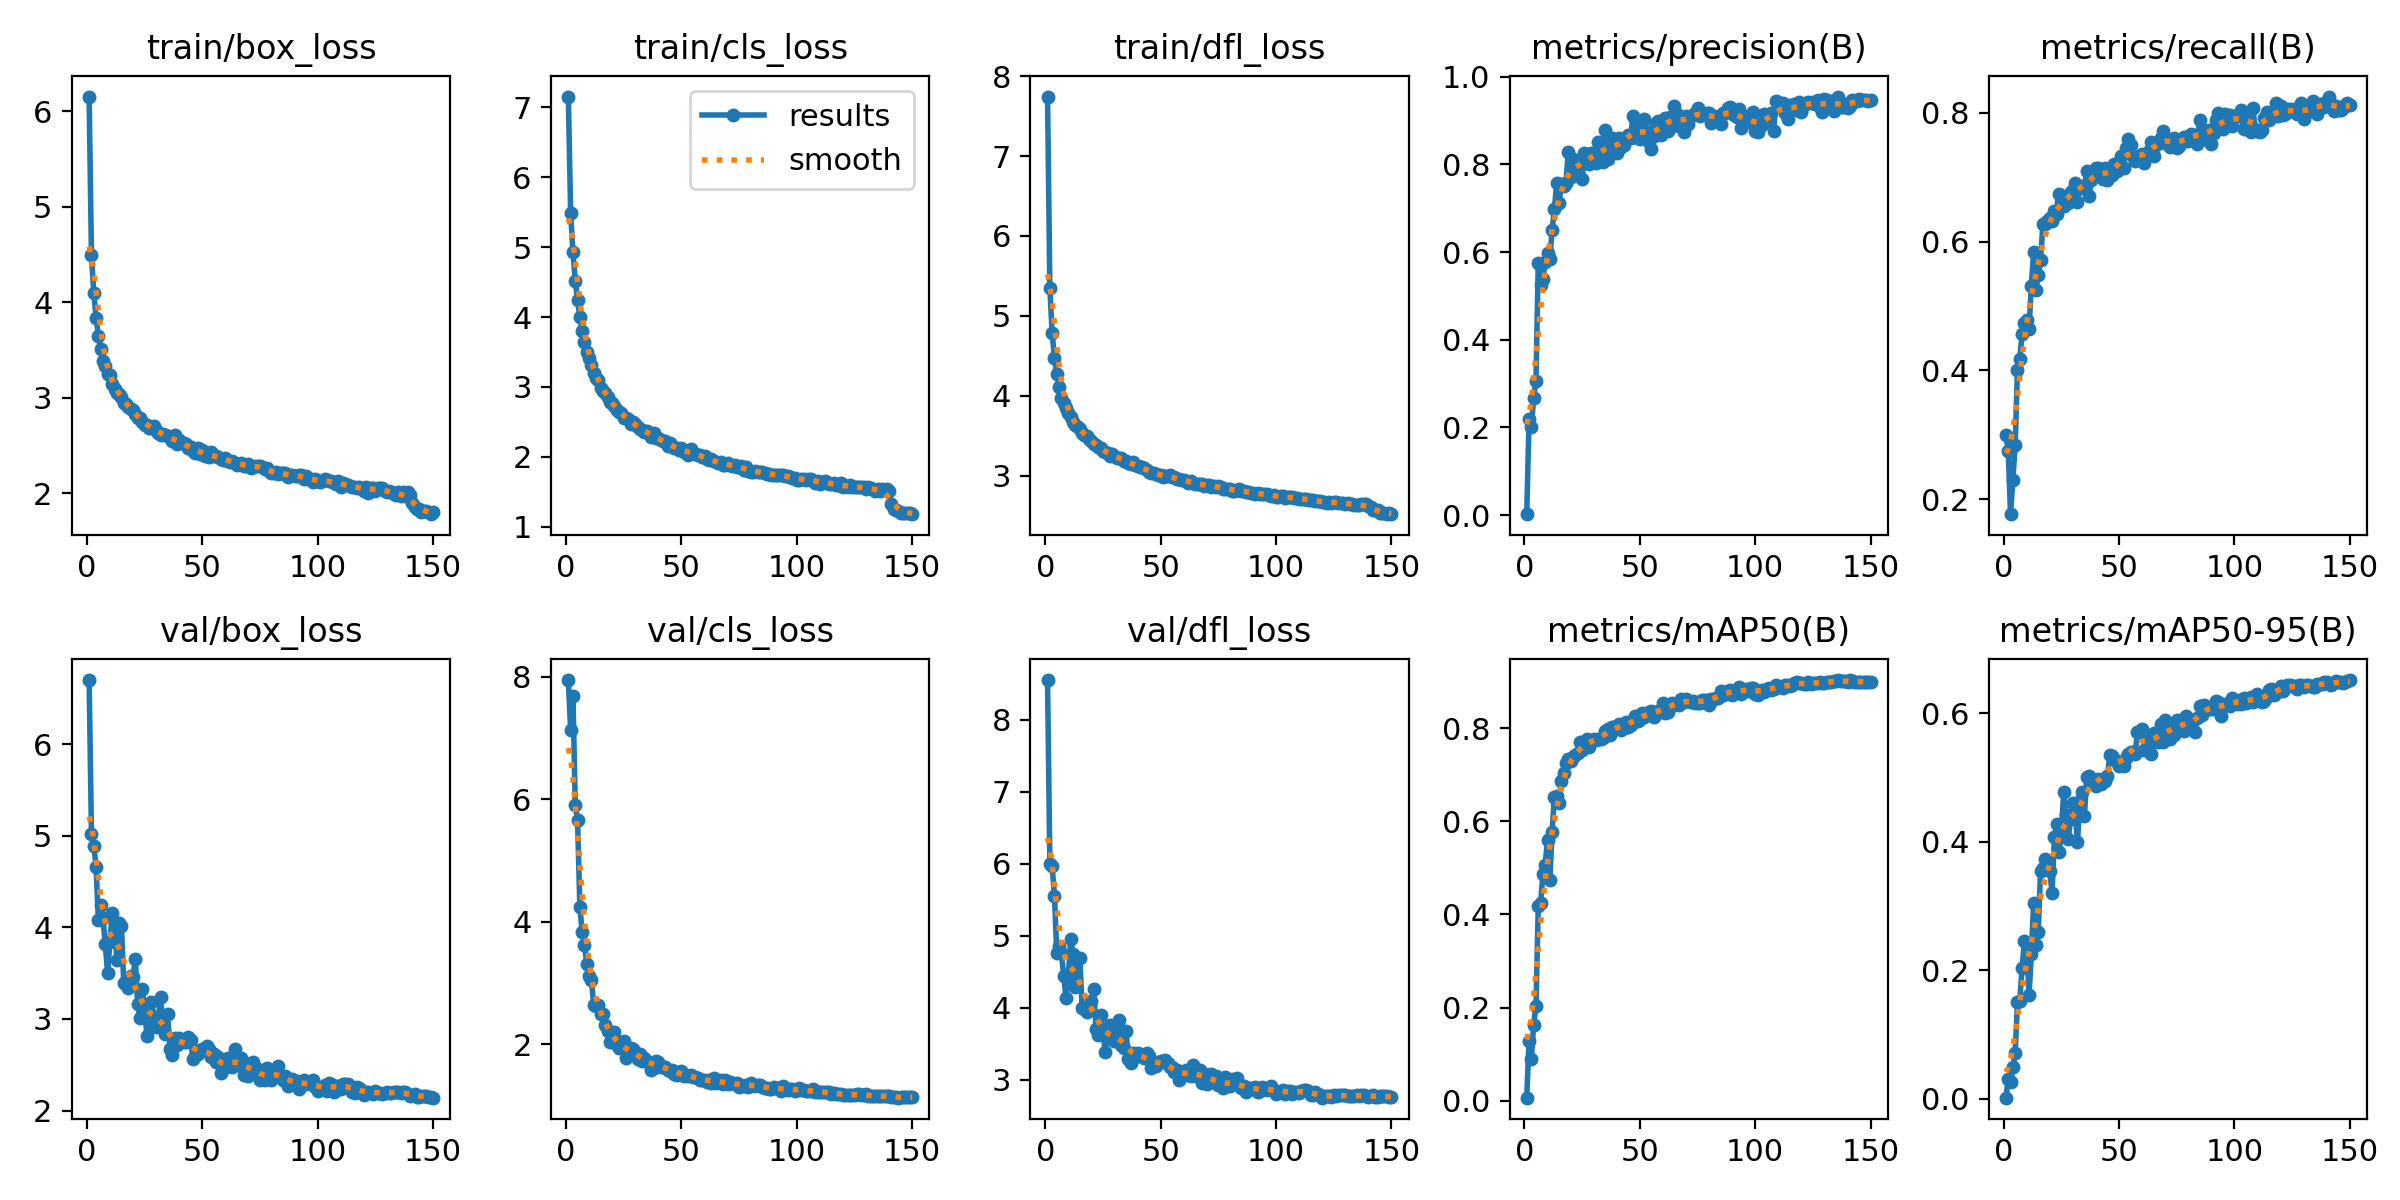 train/box_loss
train/cls_loss
train/dfl_loss
metrics/precision(B)
metrics/recall(B)
results
smooth
6
5
4
3
2
0 50 100 150
7
6
5
4
3
2
1
0 50 100 150
8
7
6
5
4
3
0 50 100 150
1.0
0.8
0.6
0.4
0.2
0.0
0 50 100 150
0.8
0.6
0.4
0.2
0 50 100 150
val/box_loss
val/cls_loss
val/dfl_loss
metrics/mAP50(B)
metrics/mAP50-95(B)
6
5
4
3
2
0 50 100 150
8
6
4
2
0 50 100 150
8
7
6
5
4
3
0 50 100 150
0.8
0.6
0.4
0.2
0.0
0 50 100 150
0.6
0.4
0.2
0.0
0 50 100 150